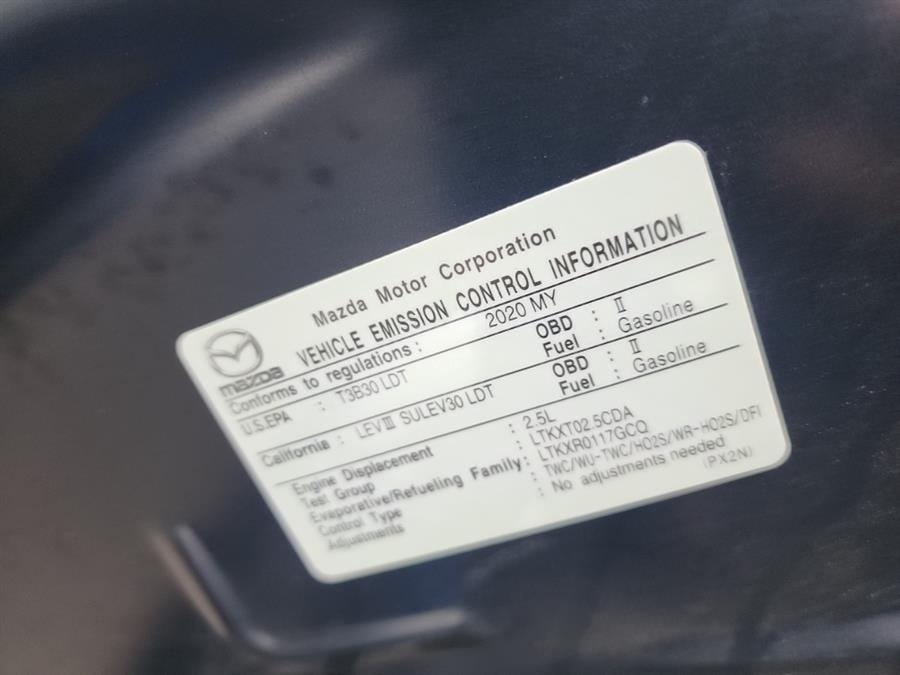 Mazda Motor Corporation
mazda
VEHICLE EMISSION CONTROL INFORMATION
Conforms to regulations : 2020 MY
U.S.EPA : T3B30 LDT OBD : II
Fuel : Gasoline
California : LEV III SULEV30 LDT OBD : II
Fuel : Gasoline
Engine Displacement : 2.5L
Test Group : LTKXT02.5CDA
Evaporative/Refueling Family : LTKXR0117GCQ
Control Type : TWC/WU-TWC/HO2S/WR-HO2S/DFI
Adjustments : No adjustments needed
(PX2N)